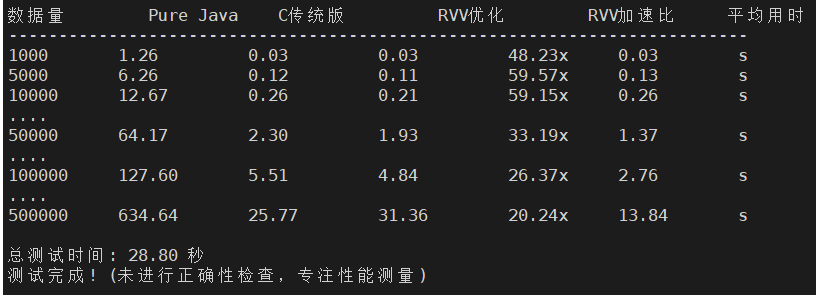 数据量 Pure Java C传统版 RVV优化 RVV加速比 平均用时
--------------------------------------------------------------------------
1000 1.26 0.03 0.03 48.23x 0.03 s
5000 6.26 0.12 0.11 59.57x 0.13 s
10000 12.67 0.26 0.21 59.15x 0.26 s
....
50000 64.17 2.30 1.93 33.19x 1.37 s
....
100000 127.60 5.51 4.84 26.37x 2.76 s
....
500000 634.64 25.77 31.36 20.24x 13.84 s
总测试时间: 28.80 秒
测试完成! (未进行正确性检查, 专注性能测量)